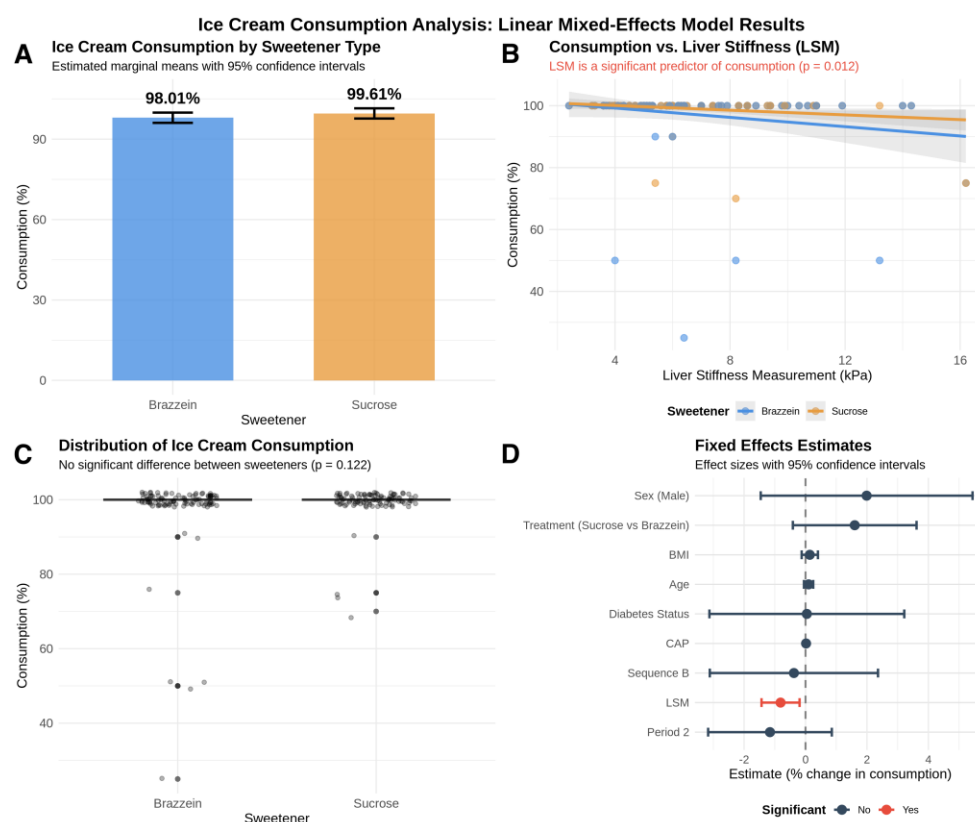 Ice Cream Consumption Analysis: Linear Mixed-Effects Model Results
A
Ice Cream Consumption by Sweetener Type
Estimated marginal means with 95% confidence intervals
98.01%
99.61%
90
60
30
0
Consumption (%)
Brazzein
Sucrose
Sweetener
B
Consumption vs. Liver Stiffness (LSM)
LSM is a significant predictor of consumption (p = 0.012)
100
80
60
40
Consumption (%)
4
8
12
16
Liver Stiffness Measurement (kPa)
Sweetener Brazzein Sucrose
C
Distribution of Ice Cream Consumption
No significant difference between sweeteners (p = 0.122)
100
80
60
40
Consumption (%)
Brazzein
Sucrose
Sweetener
D
Fixed Effects Estimates
Effect sizes with 95% confidence intervals
Sex (Male)
Treatment (Sucrose vs Brazzein)
BMI
Age
Diabetes Status
CAP
Sequence B
LSM
Period 2
-2
0
2
4
Estimate (% change in consumption)
Significant No Yes